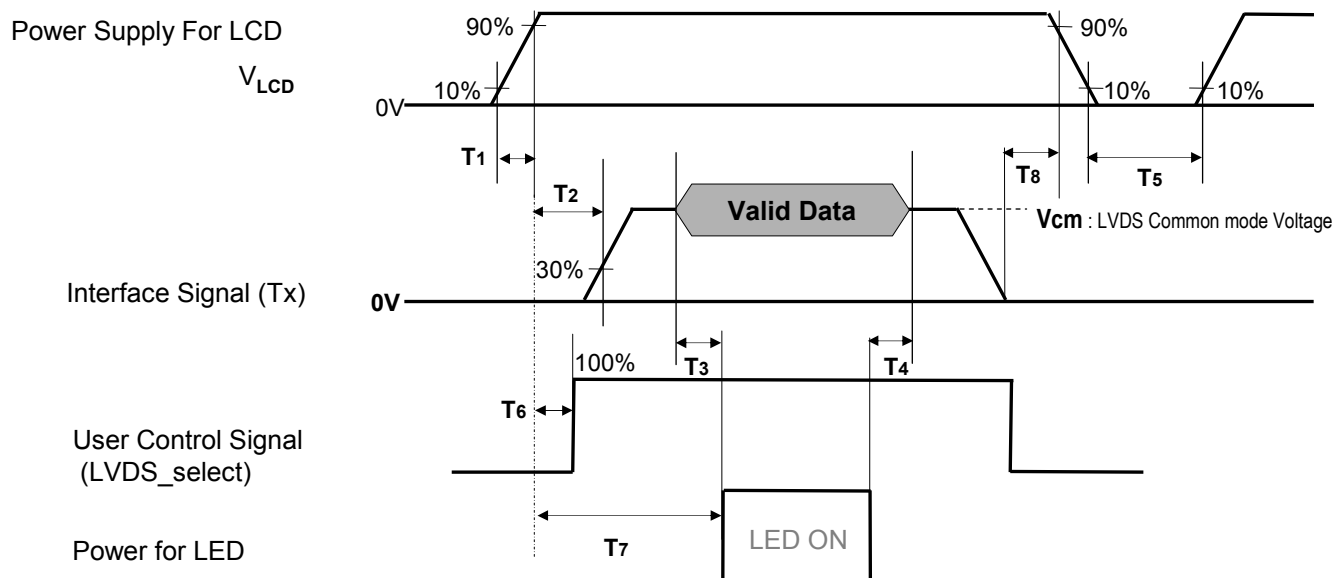 Power Supply For LCD
VLCD
90%
90%
10%
10%
10%
0V
T1
T8
T5
T2
Valid Data
Vcm : LVDS Common mode Voltage
30%
Interface Signal (Tx)
0V
T3
T4
100%
T6
User Control Signal
(LVDS_select)
T7
LED ON
Power for LED